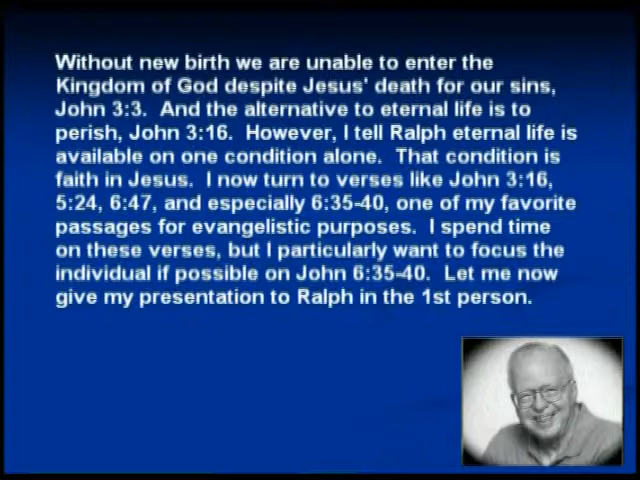 Without new birth we are unable to enter the
Kingdom of God despite Jesus' death for our sins,
John 3:3.  And the alternative to eternal life is to
perish, John 3:16.  However, I tell Ralph eternal life is
available on one condition alone.  That condition is
faith in Jesus.  I now turn to verses like John 3:16,
5:24, 6:47, and especially 6:35-40, one of my favorite
passages for evangelistic purposes.  I spend time
on these verses, but I particularly want to focus the
individual if possible on John 6:35-40.  Let me now
give my presentation to Ralph in the 1st person.